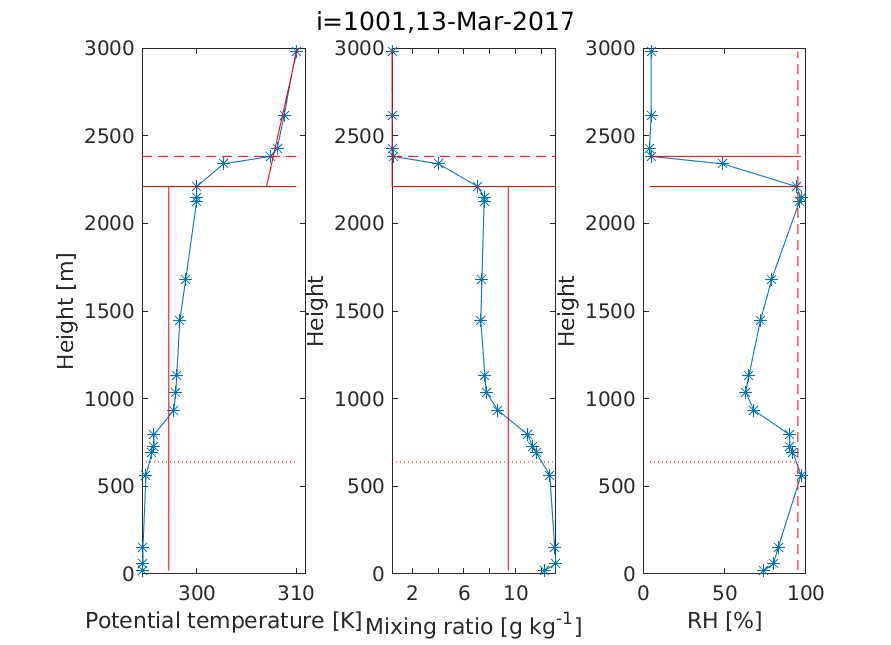 i=1001,13-Mar-2017
3000
2500
2000
1500
1000
500
0
Height [m]
300 310
Potential temperature [K]
3000
2500
2000
1500
1000
500
0
Height
2 6 10
Mixing ratio [g kg-1]
3000
2500
2000
1500
1000
500
0
Height
0 50 100
RH [%]